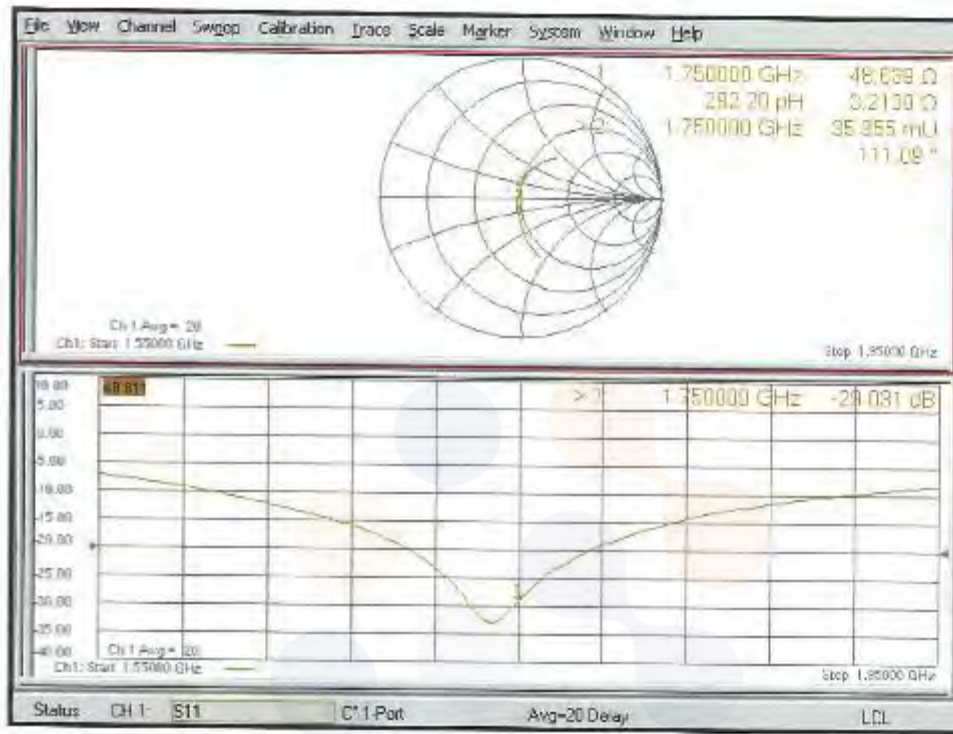 File View Channel Sweep Calibration Trace Scale Marker System Window Help
1 1.750000 GHz 48.639 Ω
292.20 pH 3.2130 Ω
>2: 1.750000 GHz 35.355 mU
111.09 °
Ch 1 Avg = 20
Ch1: Start 1.55000 GHz
Stop 1.95000 GHz
10.00
5.00
0.00
-5.00
-10.00
-15.00
-20.00
-25.00
-30.00
-35.00
-40.00
dB S11
> 1.750000 GHz -29.031 dB
Ch 1 Avg = 20
Ch1: Start 1.55000 GHz
Stop 1.95000 GHz
Status CH 1: S11 C* 1-Port Avg=20 Delay LCL